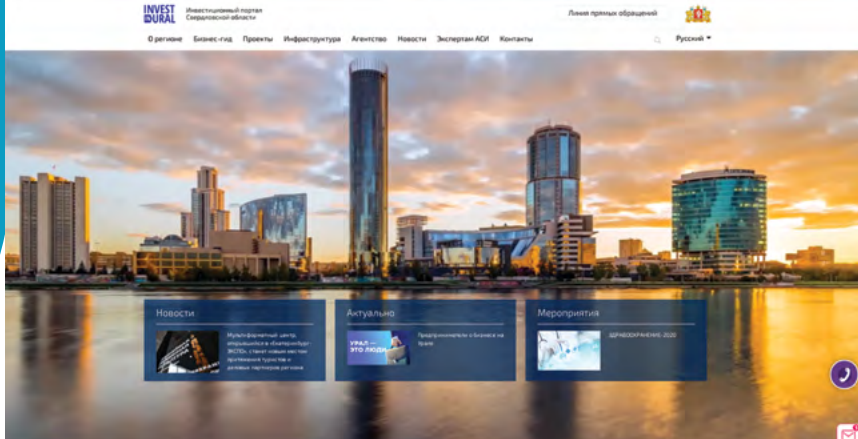 INVEST
IN URAL
Инвестиционный портал
Свердловской области
Линия прямых обращений
О регионе Бизнес-гид Проекты Инфраструктура Агентство Новости Экспертам АСИ Контакты
Русский
Новости
Мультиформатный центр,
открывшийся в «Екатеринбург-
ЭКСПО», станет новым местом
притяжения туристов и
деловых партнеров региона
Актуально
УРАЛ —
ЭТО ЛЮДИ
Предприниматели о бизнесе на
Урале
Мероприятия
ЗДРАВООХРАНЕНИЕ-2020